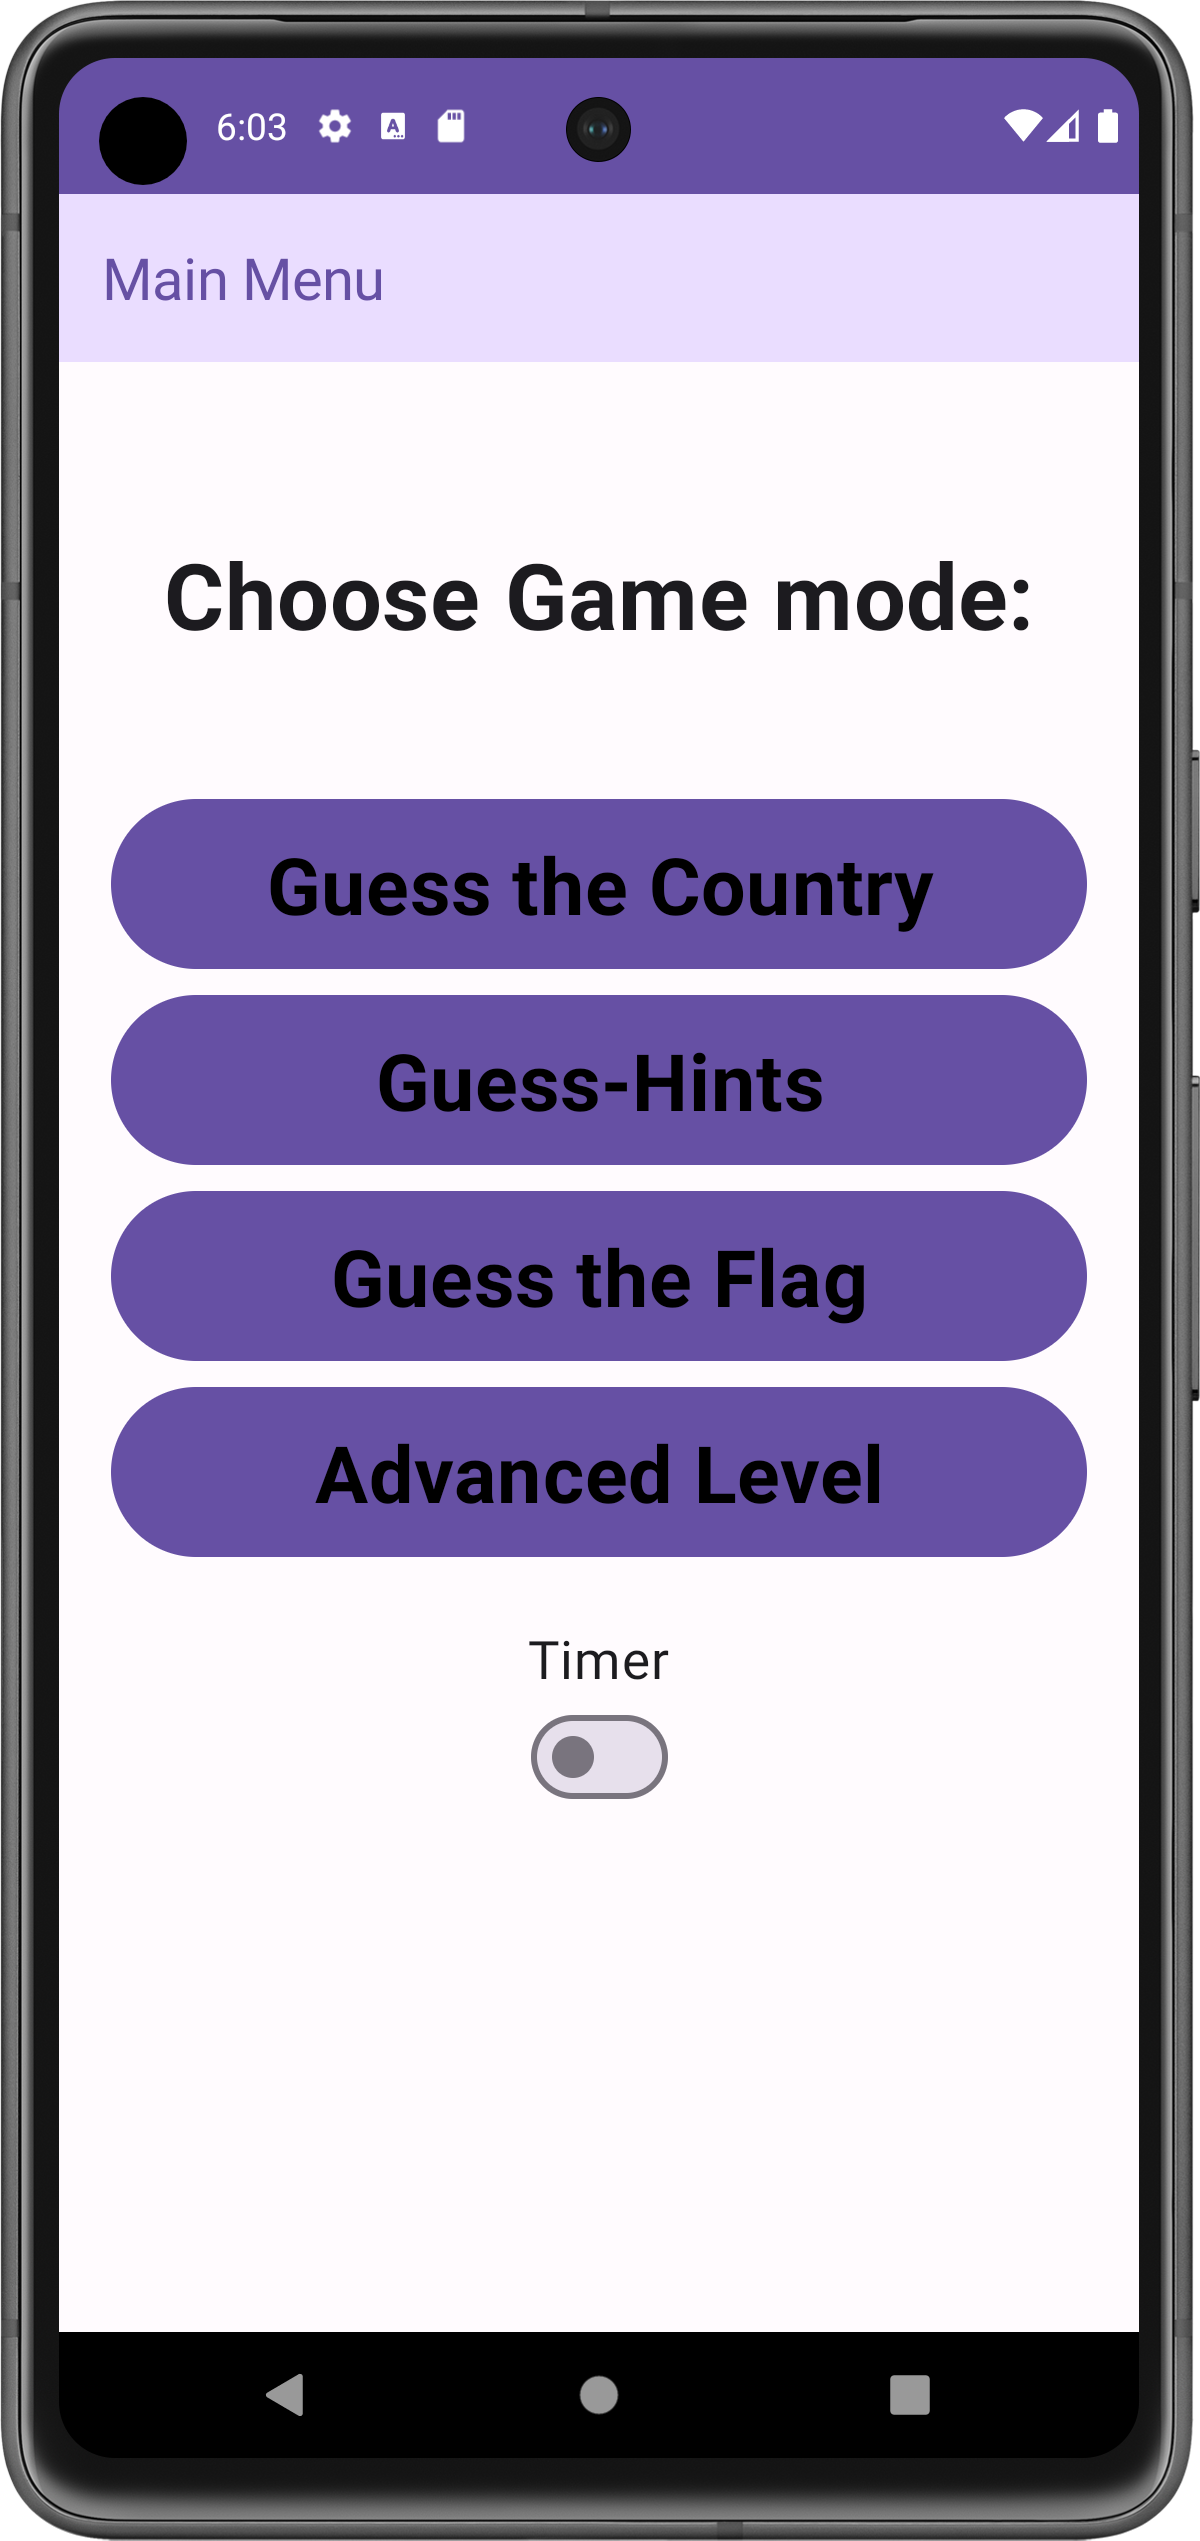 6:03
Main Menu
Choose Game mode:
Guess the Country
Guess-Hints
Guess the Flag
Advanced Level
Timer